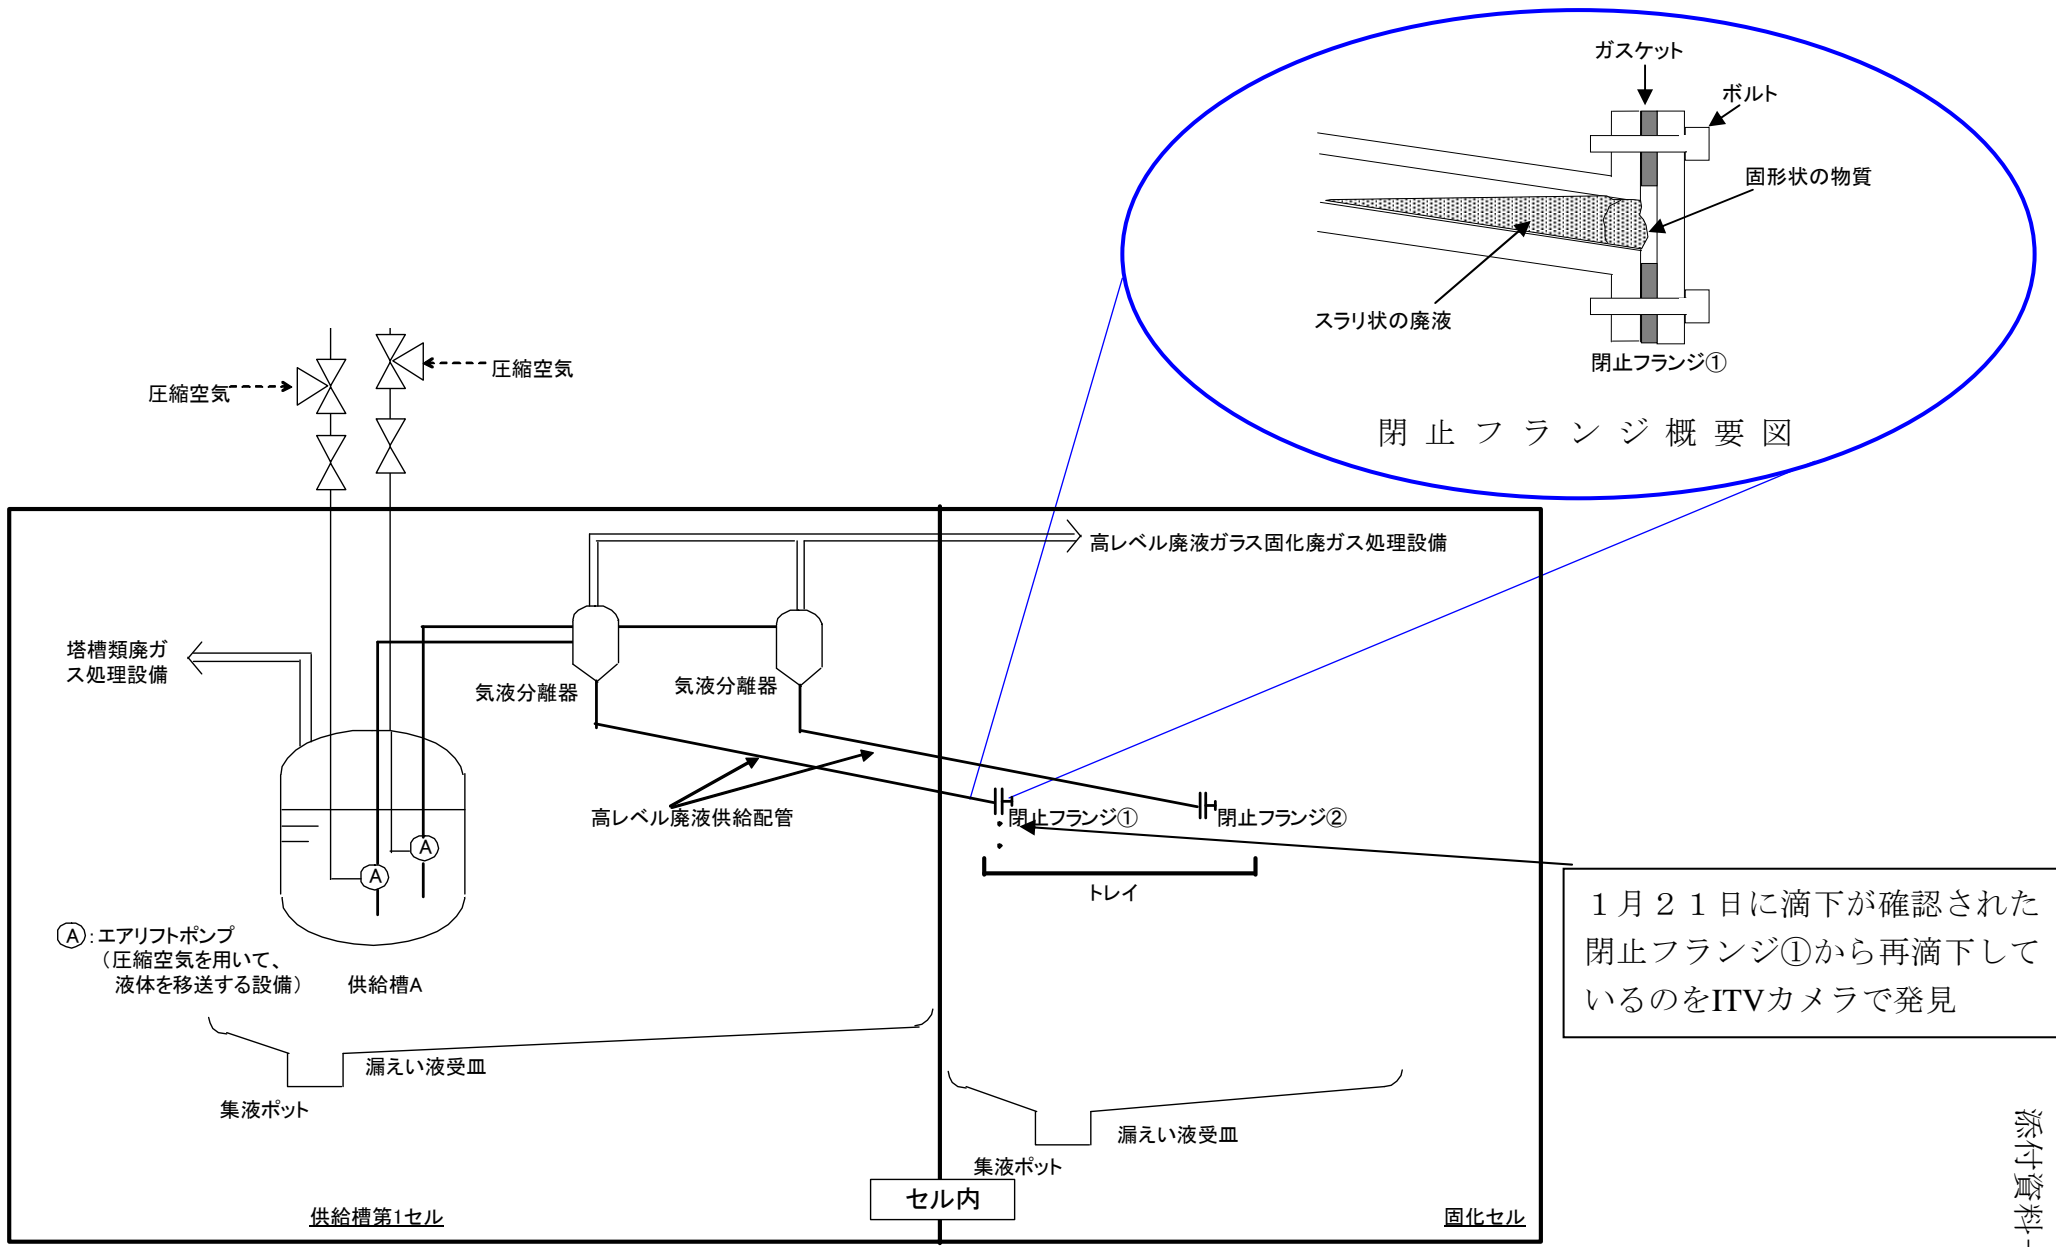 ガスケット
ボルト
固形状の物質
スラリ状の廃液
閉止フランジ①
閉止フランジ概要図
圧縮空気
圧縮空気
高レベル廃液ガラス固化廃ガス処理設備
塔槽類廃ガ
ス処理設備
気液分離器
気液分離器
高レベル廃液供給配管
閉止フランジ①
閉止フランジ②
A
A
トレイ
１月２１日に滴下が確認された
閉止フランジ①から再滴下して
いるのをITVカメラで発見
Ⓐ：エアリフトポンプ
（圧縮空気を用いて、
液体を移送する設備）
供給槽A
漏えい液受皿
集液ポット
漏えい液受皿
集液ポット
セル内
供給槽第1セル
固化セル
添付資料-